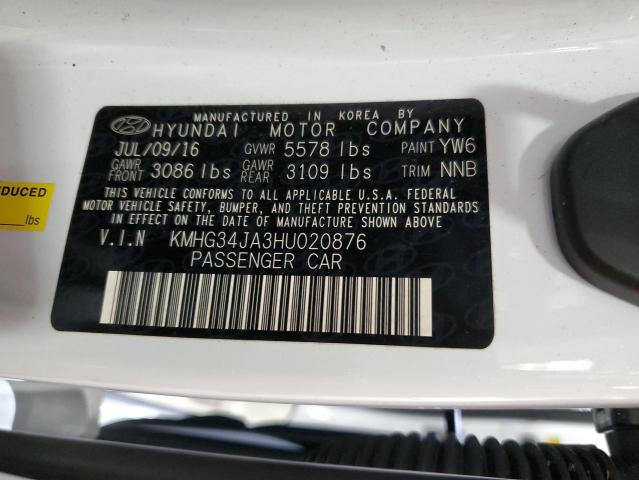 MANUFACTURED IN KOREA BY
HYUNDAI MOTOR COMPANY
JUL/09/16 GVWR 5578 lbs PAINT YW6
GAWR FRONT 3086 lbs GAWR REAR 3109 lbs TRIM NNB
THIS VEHICLE CONFORMS TO ALL APPLICABLE U.S.A. FEDERAL
MOTOR VEHICLE SAFETY, BUMPER, AND THEFT PREVENTION STANDARDS
IN EFFECT ON THE DATE OF MANUFACTURE SHOWN ABOVE.
V.I.N KMHG34JA3HU020876
PASSENGER CAR
EDUCED
lbs